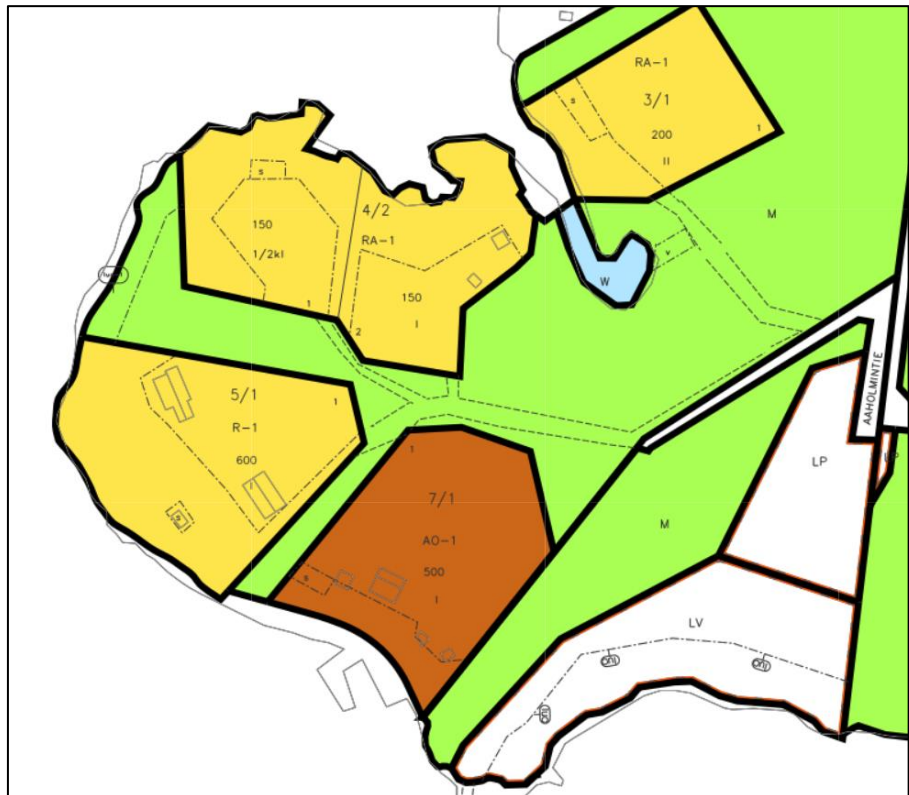 RA-1
3/1
s
200
1
II
s
4/2
150
RA-1
1/2kl
M
v
W
150
1
2
I
AAHOLMINTIE
5/1
1
R-1
600
1
LP
7/1
M
AO-1
500
s
1
LV